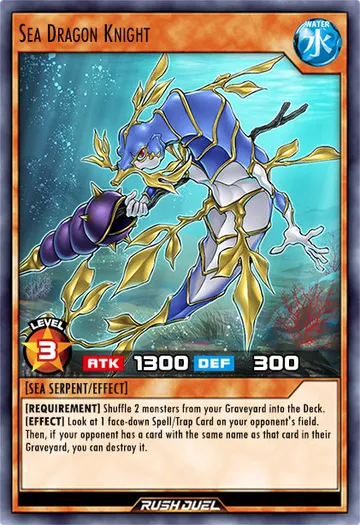 Sea Dragon Knight
WATER
水
LEVEL
3
ATK 1300 DEF 300
[SEA SERPENT/EFFECT]
[REQUIREMENT] Shuffle 2 monsters from your Graveyard into the Deck.
[EFFECT] Look at 1 face-down Spell/Trap Card on your opponent's field.
Then, if your opponent has a card with the same name as that card in their
Graveyard, you can destroy it.
RUSH DUEL